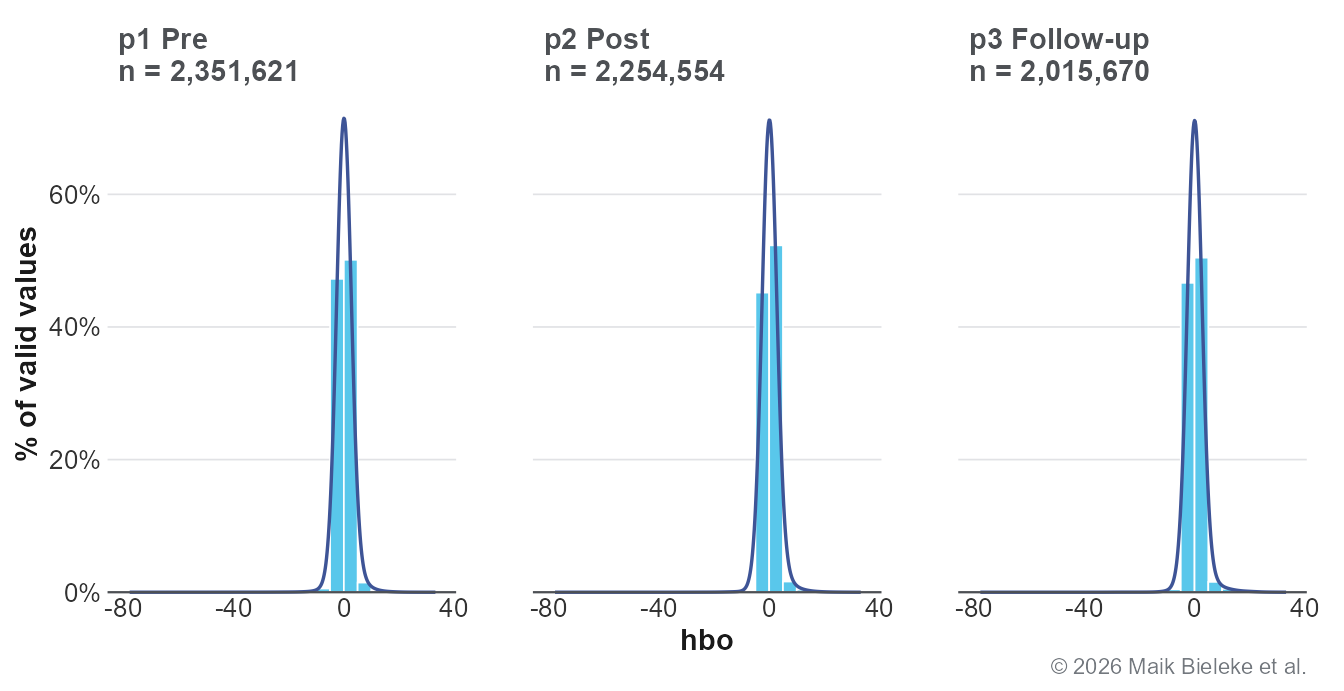 p1 Pre
n = 2,351,621
p2 Post
n = 2,254,554
p3 Follow-up
n = 2,015,670
% of valid values
60%
40%
20%
0%
-80 -40 0 40
-80 -40 0 40
-80 -40 0 40
hbo
© 2026 Maik Bieleke et al.